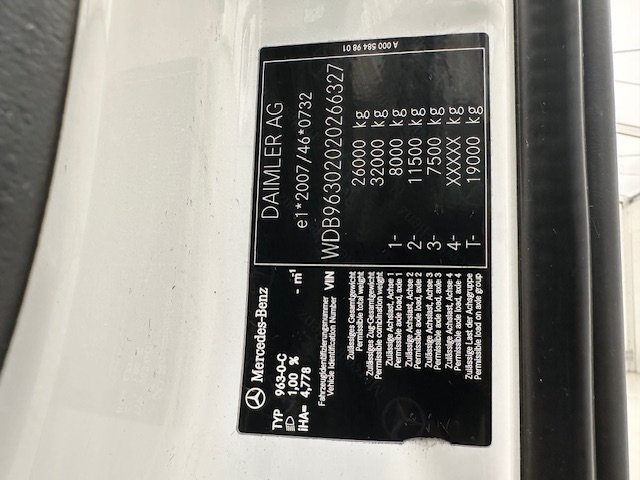 Mercedes-Benz
TYP 963-0-C
1,00 %
iHA= 4,778 - m⁻¹
DAIMLER AG
e1*2007/46*0732
Fahrzeugidentifizierungsnummer
Vehicle Identification Number VIN WDB96302020266327
Zulässiges Gesamtgewicht
Permissible total weight 26000 kg
Zulässiges Zug-Gesamtgewicht
Permissible combination weight 32000 kg
Zulässige Achslast, Achse 1
Permissible axle load, axle 1 1- 8000 kg
Zulässige Achslast, Achse 2
Permissible axle load, axle 2 2- 11500 kg
Zulässige Achslast, Achse 3
Permissible axle load, axle 3 3- 7500 kg
Zulässige Achslast, Achse 4
Permissible axle load, axle 4 4- XXXXX kg
Zulässige Last der Achsgruppe
Permissible load on axle group T- 19000 kg
A 000 584 98 01